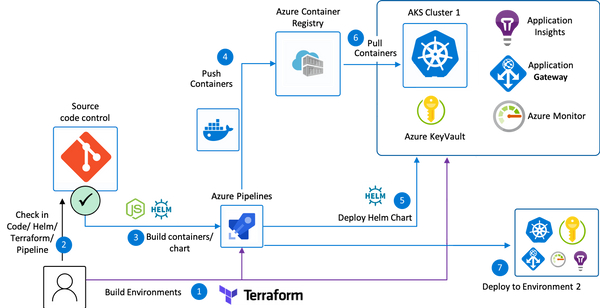 Azure Container
Registry
AKS Cluster 1
Application
Insights
6
Pull
Containers
4
Push
Containers
Application
Gateway
Azure KeyVault
Azure Monitor
Source
code control
JS
HELM
3
Build containers/
chart
Azure Pipelines
HELM
5
Deploy Helm Chart
Check in
Code/ Helm/
Terraform/
Pipeline
2
7
Deploy to Environment 2
1
Build Environments
Terraform